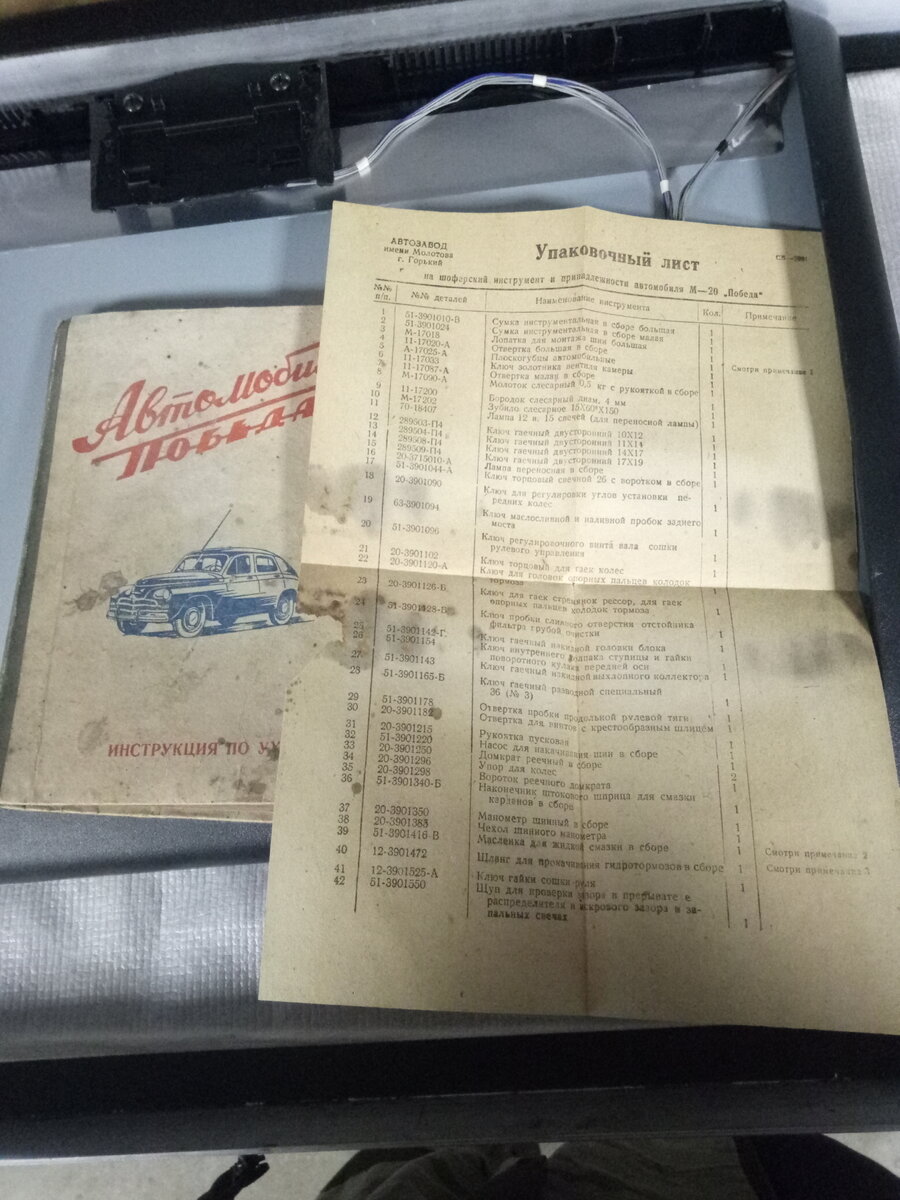 Автомоби
ПОБЕДА
ИНСТРУКЦИЯ ПО УХ
АВТОЗАВОД
имени Молотова
г. Горький
Упаковочный лист
на шоферский инструмент и принадлежности автомобиля М—20 „Победа"
№№ п/п. №№ деталей Наименование инструмента Кол. Примечание
1 51-3901010-В Сумка инструментальная в сборе большая 1
2 51-3901024 Сумка инструментальная в сборе малая 1
3 М-17018 Лопатка для монтажа шин большая 1
4 11-17020-А Отвертка большая в сборе 1
5 А-17025-А Плоскогубцы автомобильные 1
6 11-17033 Ключ золотника вентиля камеры 1 Смотри примечание 1
7 11-17087-А Отвертка малая в сборе 1
8 М-17090-А Молоток слесарный 0,5 кг с рукояткой в сборе 1
9 11-17200 Бородок слесарный диам. 4 мм 1
10 М-17202 Зубило слесарное 15Х60°Х150 1
11 70-18407 Лампа 12 в. 15 свечей (для переносной лампы) 1
12 289503-П4 Ключ гаечный двусторонний 10Х12 1
13 289504-П4 Ключ гаечный двусторонний 11Х14 1
14 289508-П4 Ключ гаечный двусторонний 14Х17 1
15 289509-П4 Ключ гаечный двусторонний 17Х19 1
16 20-3715010-А Лампа переносная в сборе 1
17 51-3901044-А Ключ торцовый свечной 26 с воротком в сборе 1
18 20-3901090 Ключ для регулировки углов установки пе-
редних колес 1
19 63-3901094 Ключ маслосливной и наливной пробок заднего
моста 1
20 51-3901096 Ключ регулировочного винта вала сошки
рулевого управления 1
21 20-3901102 Ключ торцовый для гаек колес 1
22 20-3901120-А Ключ для головок опорных пальцев колодок
тормоза 1
23 20-3901126-Б Ключ для гаек стремянок рессор, для гаек
опорных пальцев колодок тормоза 1
24 51-3901128-В Ключ пробки сливного отверстия отстойника
фильтра грубой очистки 1
25 51-3901142-Г Ключ гаечный накидной головки блока 1
26 51-3901154 Ключ внутреннего колпака ступицы и гайки
поворотного кулака передней оси 1
27 51-3901143 Ключ гаечный накидной выхлопного коллектора 1
28 51-3901165-Б Ключ гаечный разводной специальный
36 (№ 3) 1
29 51-3901178 Отвертка пробки продольной рулевой тяги 1
30 20-3901182 Отвертка для винтов с крестообразным шлицем 1
31 20-3901215 Рукоятка пусковая 1
32 51-3901220 Насос для накачивания шин в сборе 1
33 20-3901250 Домкрат реечный в сборе 1
34 20-3901296 Упор для колес 2
35 20-3901298 Вороток реечного домкрата 1
36 51-3901340-Б Наконечник штокового шприца для смазки
карданов в сборе 1
37 20-3901350 Манометр шинный в сборе 1
38 20-3901383 Чехол шинного манометра 1
39 51-3901416-В Масленка для жидкой смазки в сборе 1 Смотри примечание 2
40 12-3901472 Шланг для прокачивания гидротормозов в сборе 1 Смотри примечание 3
41 12-3901525-А Ключ гайки сошки руля 1
42 51-3901550 Щуп для проверки зазора в прерывате е
распределителя и искрового зазора в за-
пальных свечах 1